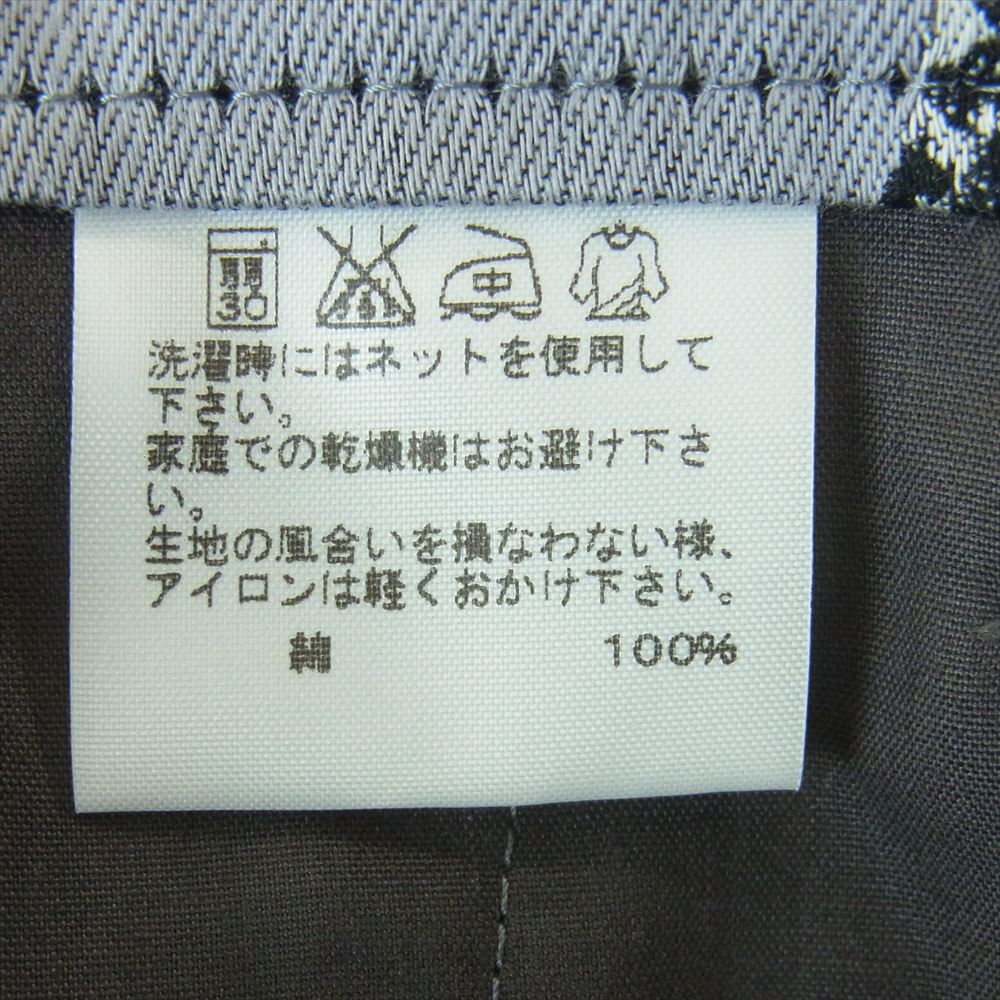 弱
30
中
洗濯時にはネットを使用して
下さい。
家庭での乾燥機はお避け下さ
い。
生地の風合いを損なわない様、
アイロンは軽くおかけ下さい。
綿 100%